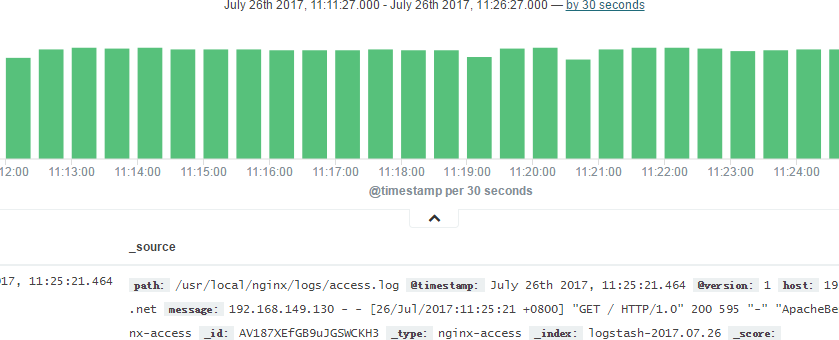 July 26th 2017, 11:11:27.000 - July 26th 2017, 11:26:27.000 — by 30 seconds
12:00 11:13:00 11:14:00 11:15:00 11:16:00 11:17:00 11:18:00 11:19:00 11:20:00 11:21:00 11:22:00 11:23:00 11:24:00
@timestamp per 30 seconds
_source
17, 11:25:21.464 path: /usr/local/nginx/logs/access.log @timestamp: July 26th 2017, 11:25:21.464 @version: 1 host: 19
.net message: 192.168.149.130 - - [26/Jul/2017:11:25:21 +0800] "GET / HTTP/1.0" 200 595 "-" "ApacheBe
nx-access _id: AV187XEfGB9uJGSWCKH3 _type: nginx-access _index: logstash-2017.07.26 _score: